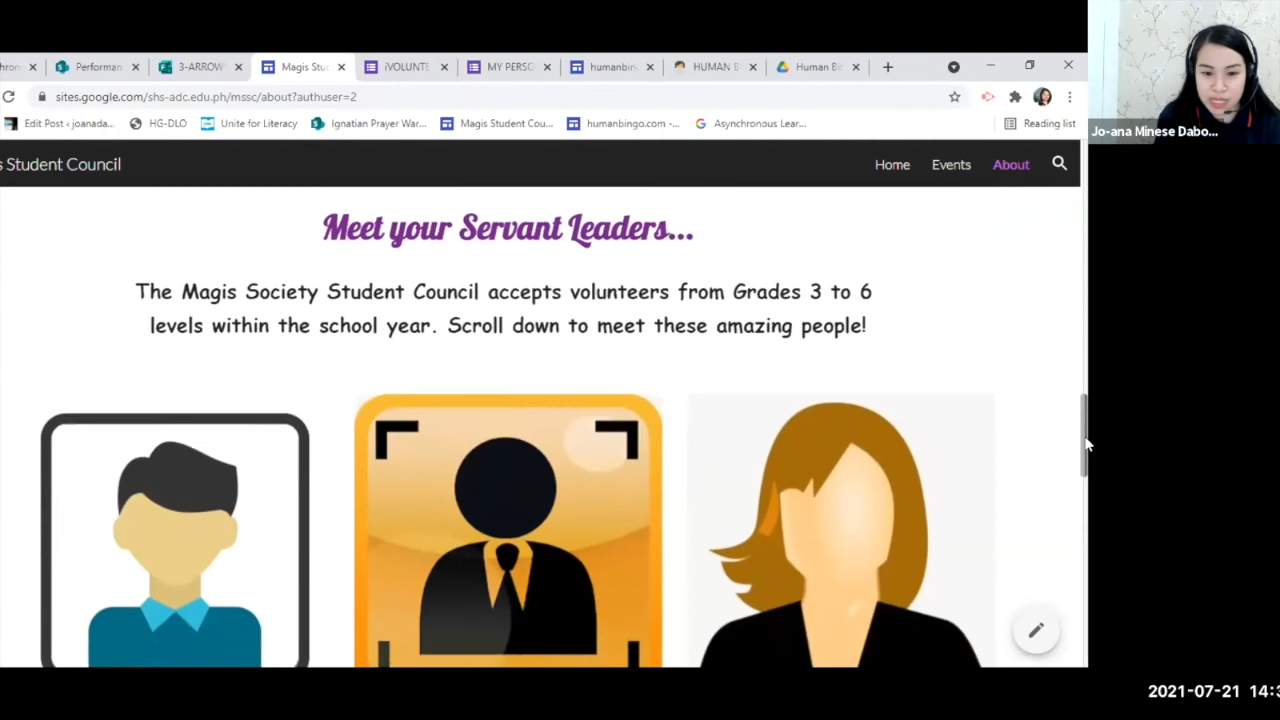 Performan
3-ARROW
Magis Stu
iVOLUNTE
MY PERSO
humanbin
HUMAN B
Human Bi
sites.google.com/shs-adc.edu.ph/mssc/about?authuser=2
Edit Post ‹ joanada...
HG-DLO
Unite for Literacy
Ignatian Prayer War...
Magis Student Cou...
humanbingo.com -...
Asynchronous Lear...
Reading list
Jo-ana Minese Dabo...
s Student Council
Home
Events
About
Meet your Servant Leaders...
The Magis Society Student Council accepts volunteers from Grades 3 to 6
levels within the school year. Scroll down to meet these amazing people!
2021-07-21 14:3